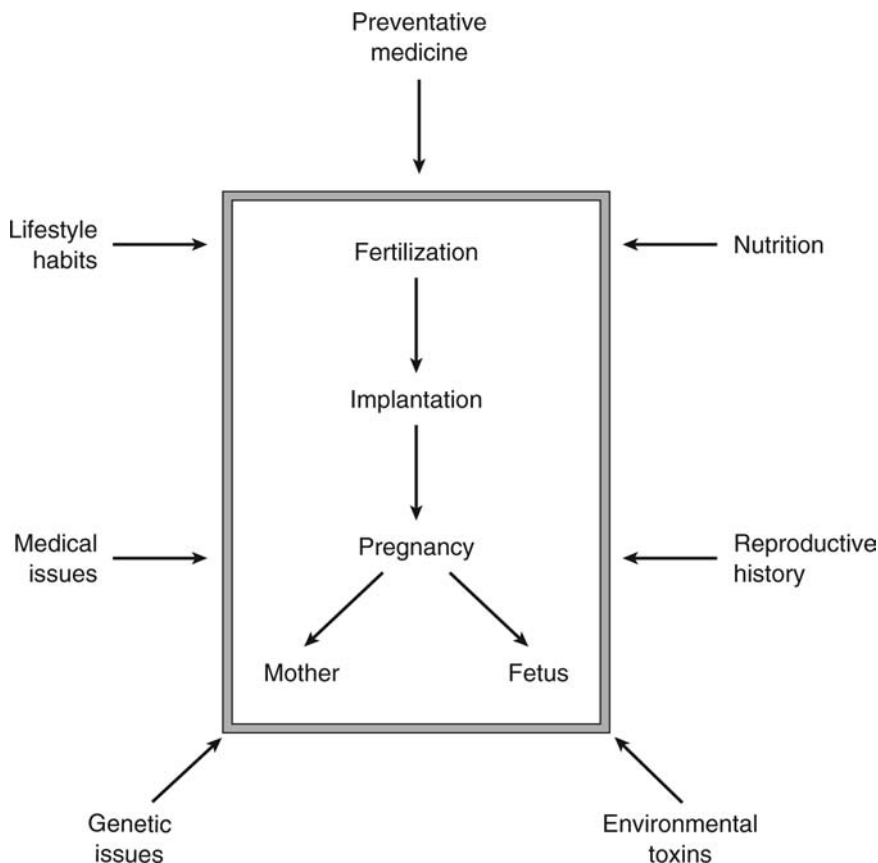 Preventative
medicine
Lifestyle
habits
Fertilization
Nutrition
Implantation
Medical
issues
Pregnancy
Reproductive
history
Mother
Fetus
Genetic
issues
Environmental
toxins